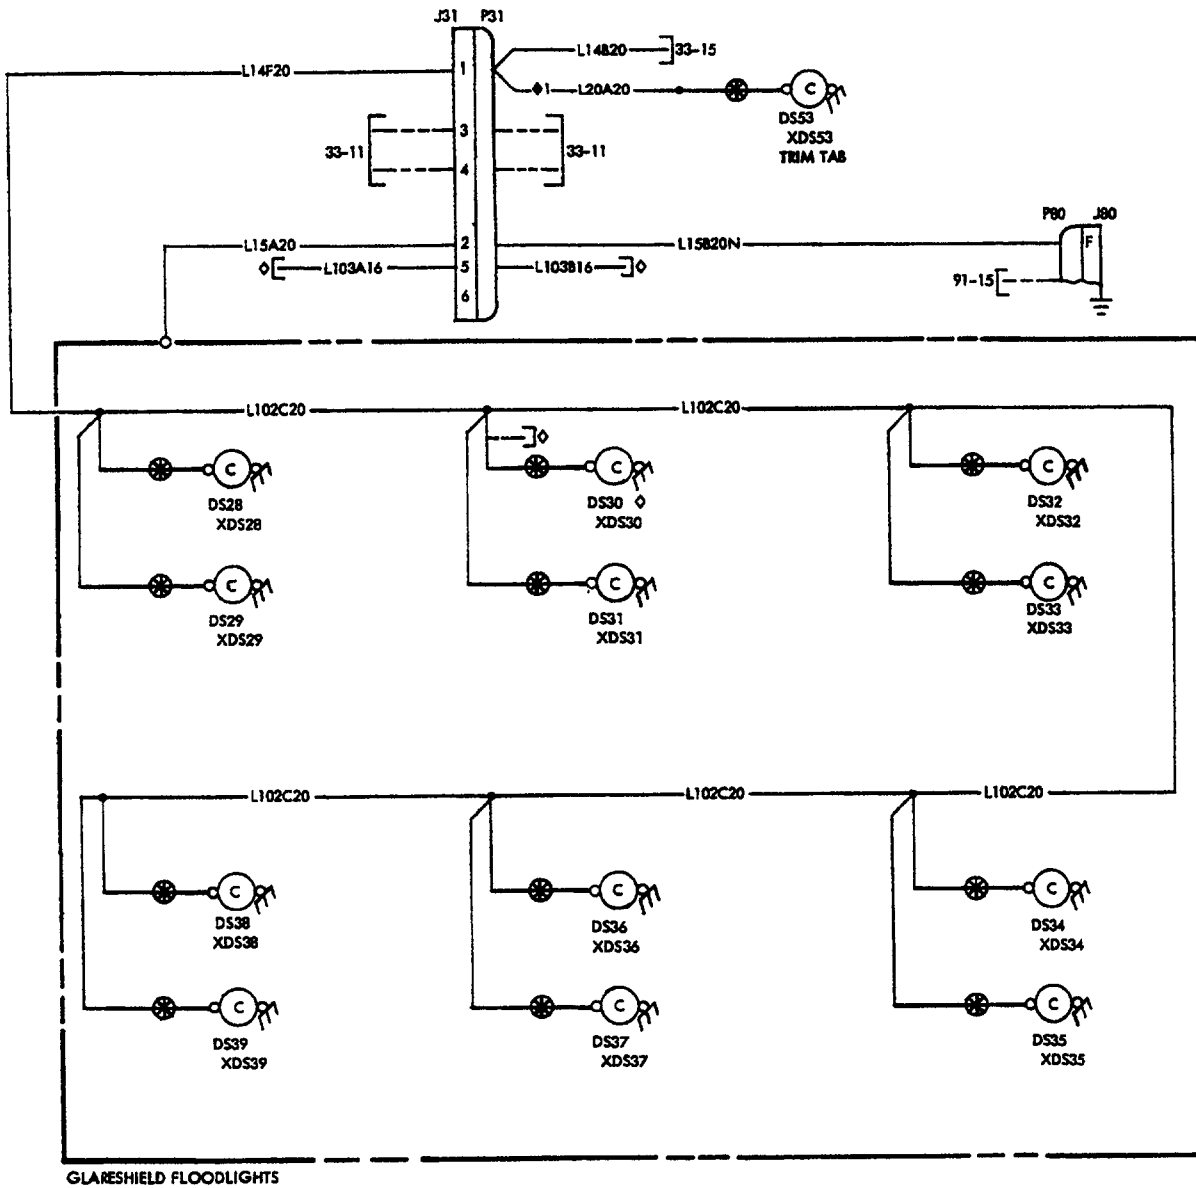 J31 P31
L14B20 33-15
L14F20 1
1 L20A20 C
DS53
XDS53
TRIM TAB
3
33-11 33-11
4
P80 J80
L15A20 2 L15B20N F
L103A16 5 L103B16
91-15
6
L102C20 L102C20
C C C
DS28 DS30 DS32
XDS28 XDS30 XDS32
C C C
DS29 DS31 DS33
XDS29 XDS31 XDS33
L102C20 L102C20 L102C20
C C C
DS38 DS36 DS34
XDS38 XDS36 XDS34
C C C
DS39 DS37 DS35
XDS39 XDS37 XDS35
GLARESHIELD FLOODLIGHTS